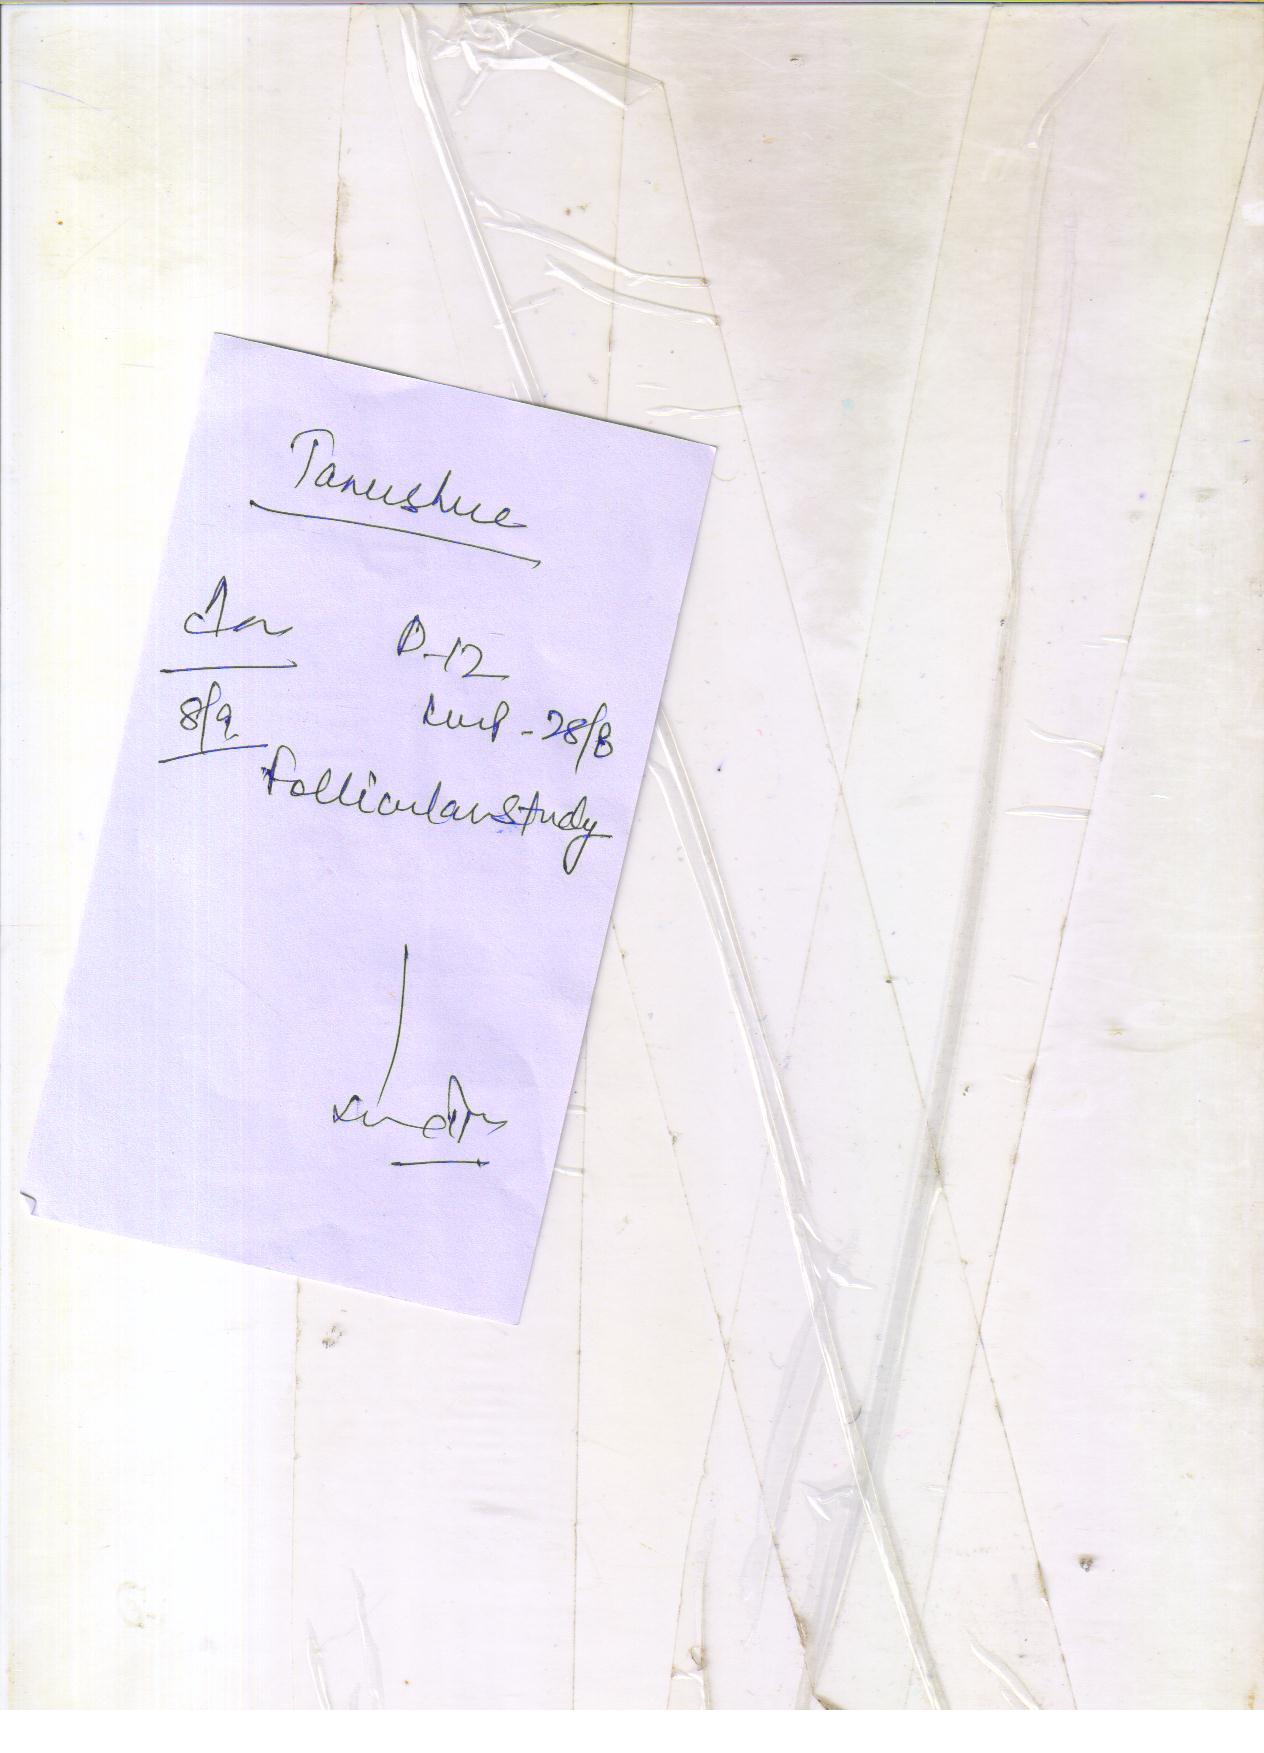 Tanushree
D-12
8/9
LMP - 28/8
Follicular study